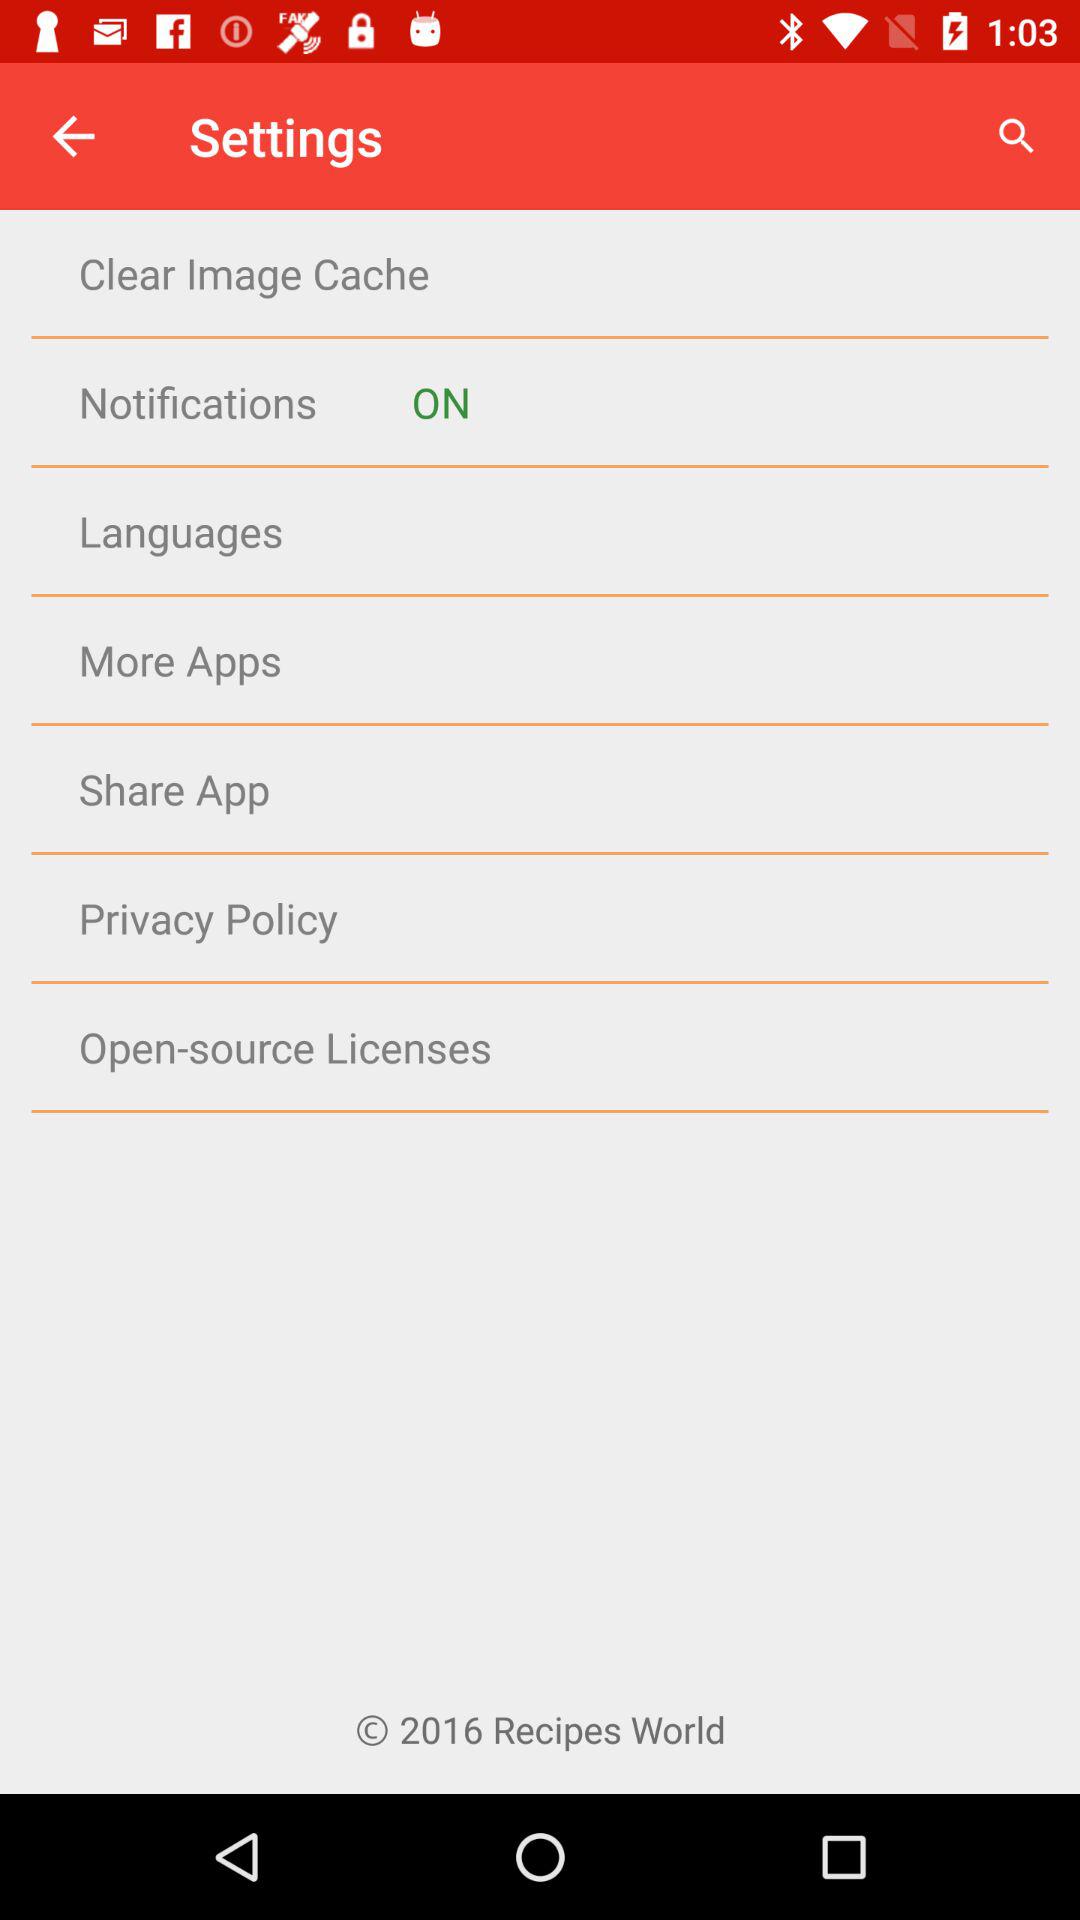 FAKE
1:03
Settings
Clear Image Cache
Notifications ON
Languages
More Apps
Share App
Privacy Policy
Open-source Licenses
© 2016 Recipes World